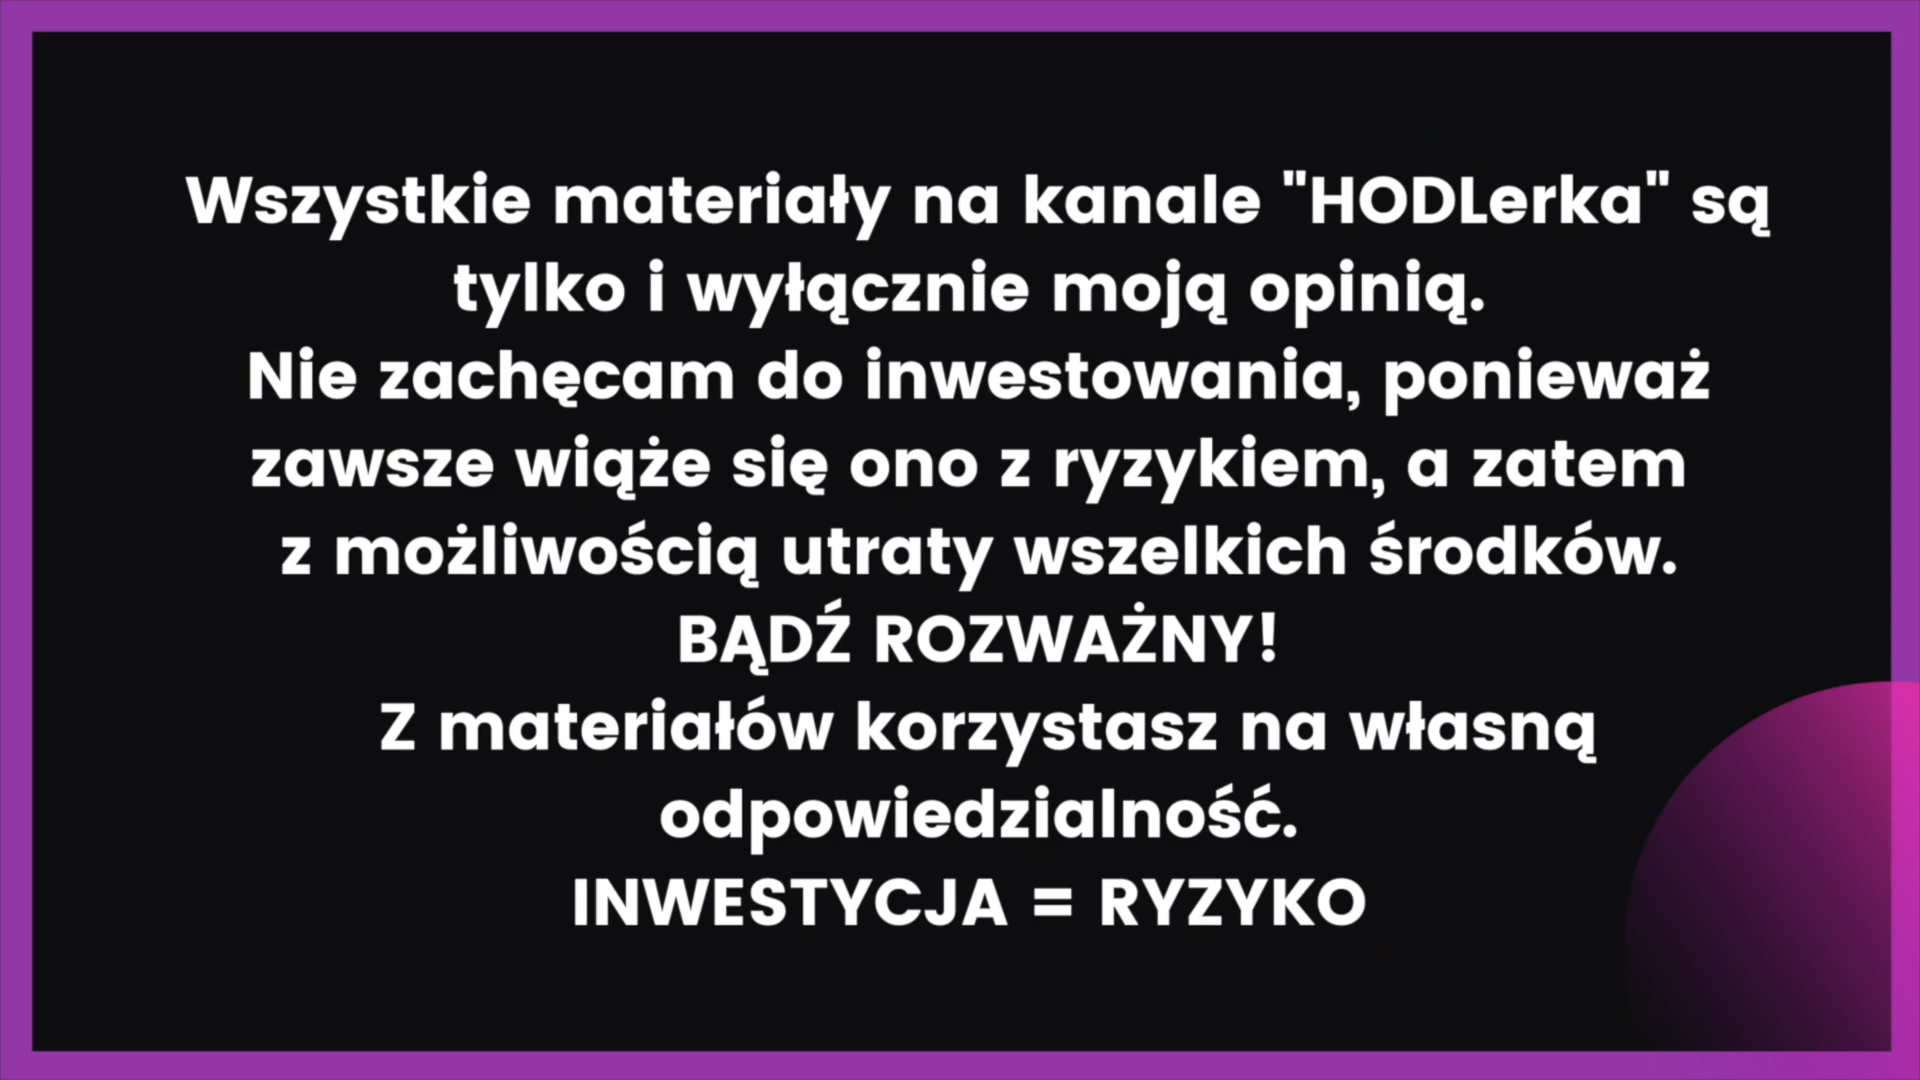 Wszystkie materiały na kanale "HODLerka" są
tylko i wyłącznie moją opinią.
Nie zachęcam do inwestowania, ponieważ
zawsze wiąże się ono z ryzykiem, a zatem
z możliwością utraty wszelkich środków.
BĄDŹ ROZWAŻNY!
Z materiałów korzystasz na własną
odpowiedzialność.
INWESTYCJA = RYZYKO